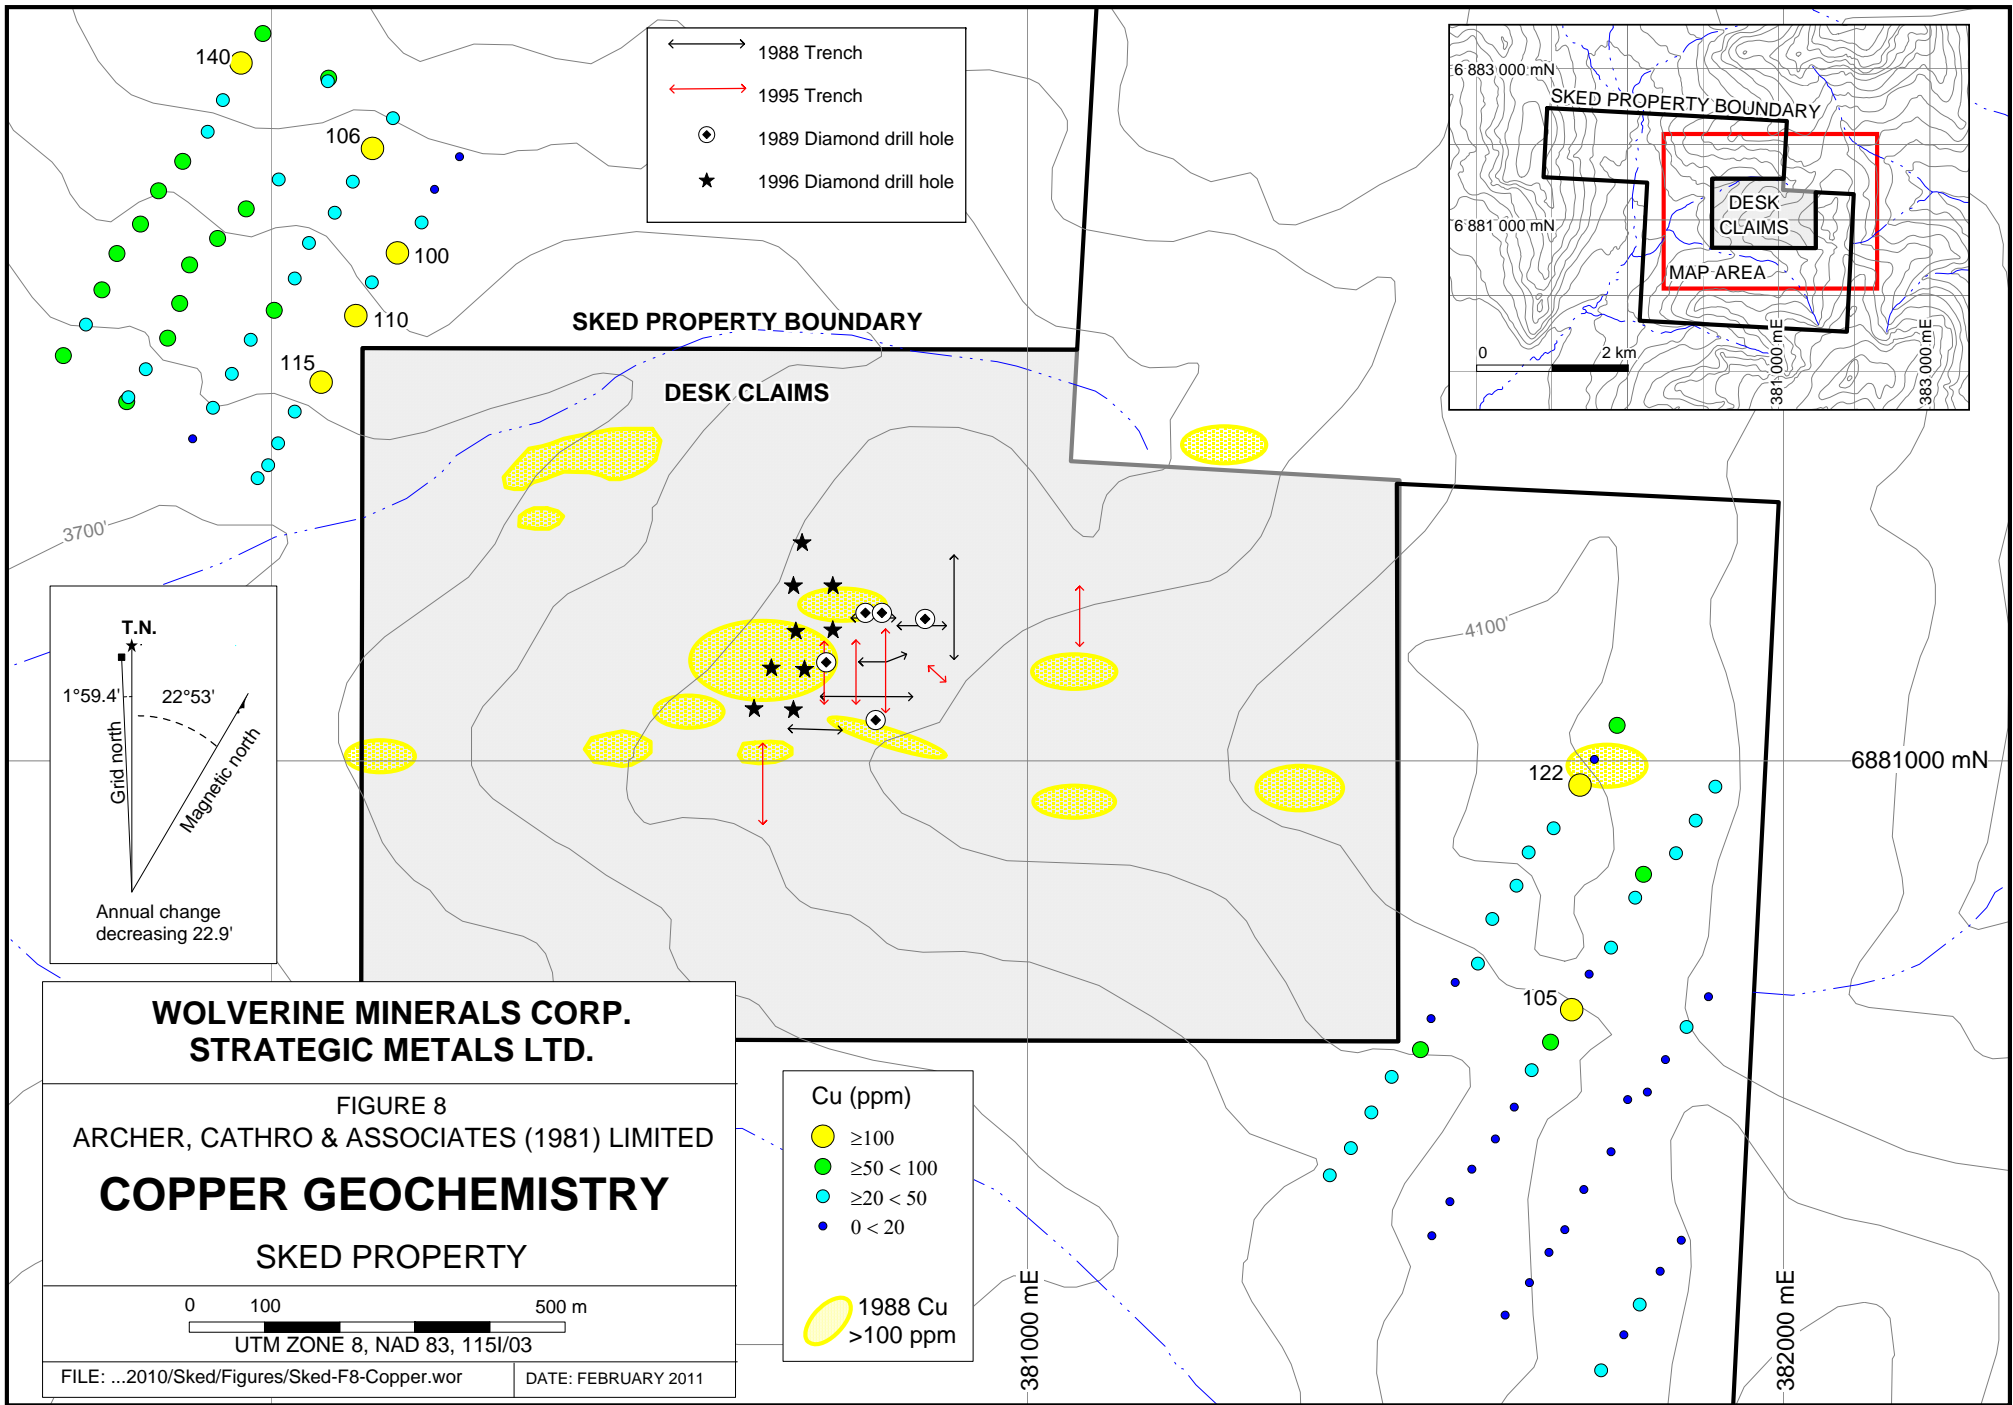 140
106
100
110
115
1988 Trench
1995 Trench
1989 Diamond drill hole
1996 Diamond drill hole
6 883 000 mN
SKED PROPERTY BOUNDARY
DESK
CLAIMS
6 881 000 mN
MAP AREA
0
2 km
381 000 mE
383 000 mE
SKED PROPERTY BOUNDARY
DESK CLAIMS
3700'
4100'
T.N.
1°59.4'
22°53'
Grid north
Magnetic north
Annual change
decreasing 22.9'
6881000 mN
122
105
WOLVERINE MINERALS CORP.
STRATEGIC METALS LTD.
FIGURE 8
ARCHER, CATHRO & ASSOCIATES (1981) LIMITED
COPPER GEOCHEMISTRY
SKED PROPERTY
0 100 500 m
UTM ZONE 8, NAD 83, 115I/03
FILE: ...2010/Sked/Figures/Sked-F8-Copper.wor
DATE: FEBRUARY 2011
Cu (ppm)
≥100
≥50 < 100
≥20 < 50
0 < 20
1988 Cu
>100 ppm
381000 mE
382000 mE